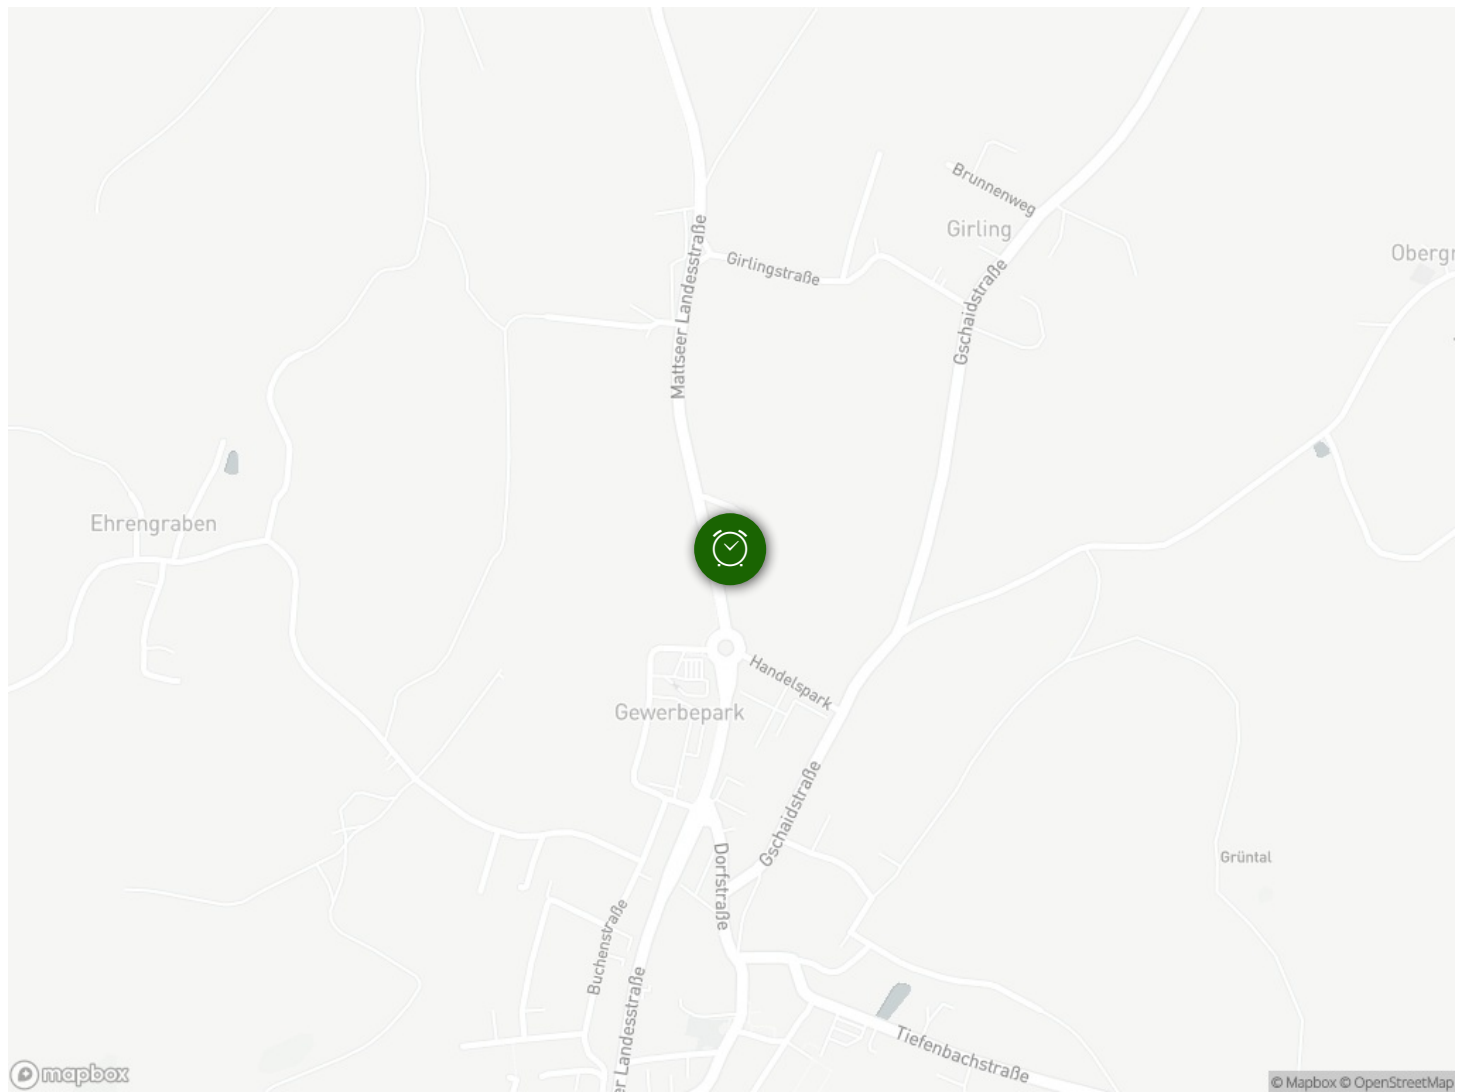 Brunnenweg
Girling
Mattseer Landesstraße
Girlingstraße
Gschaidstraße
Obergr
Ehrengraben
Handelspark
Gewerbepark
Gschaidstraße
Dorfstraße
Grüntal
Buchenstraße
er Landesstraße
Tiefenbachstraße
mapbox
© Mapbox © OpenStreetMap